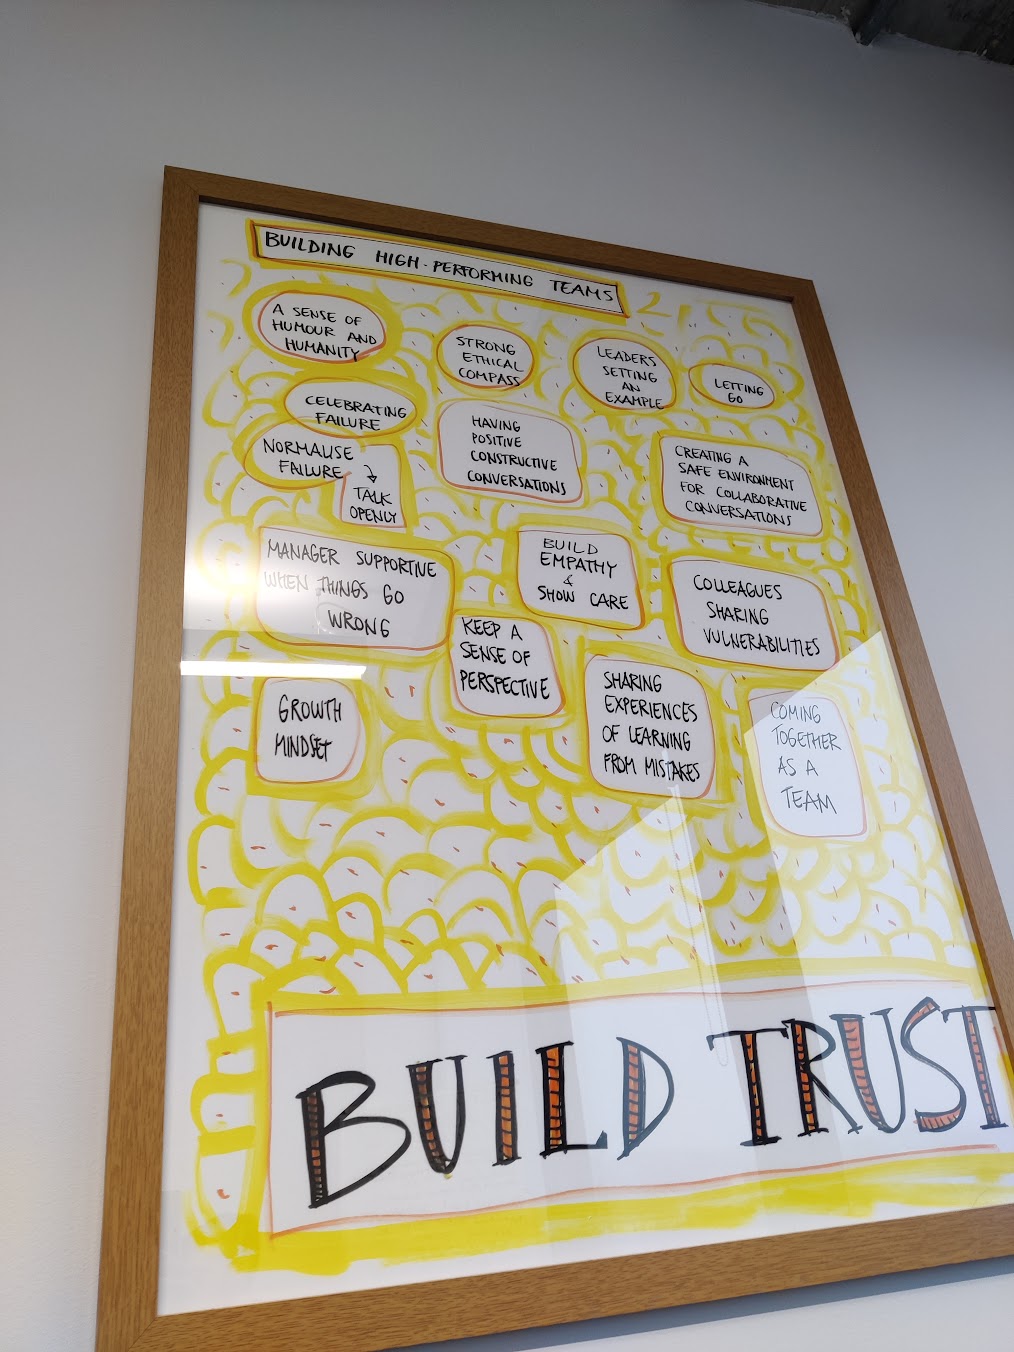 BUILDING HIGH-PERFORMING TEAMS
A SENSE OF
HUMOUR AND
HUMANITY
STRONG
ETHICAL
COMPASS
LEADERS
SETTING
AN
EXAMPLE
LETTING
GO
CELEBRATING
FAILURE
HAVING
POSITIVE
CONSTRUCTIVE
CONVERSATIONS
CREATING A
SAFE ENVIRONMENT
FOR COLLABORATIVE
CONVERSATIONS
NORMALISE
FAILURE
TALK
OPENLY
MANAGER SUPPORTIVE
WHEN THINGS GO
WRONG
BUILD
EMPATHY
&
SHOW CARE
COLLEAGUES
SHARING
VULNERABILITIES
KEEP A
SENSE OF
PERSPECTIVE
GROWTH
MINDSET
SHARING
EXPERIENCES
OF LEARNING
FROM MISTAKES
COMING
TOGETHER
AS A
TEAM
BUILD TRUST